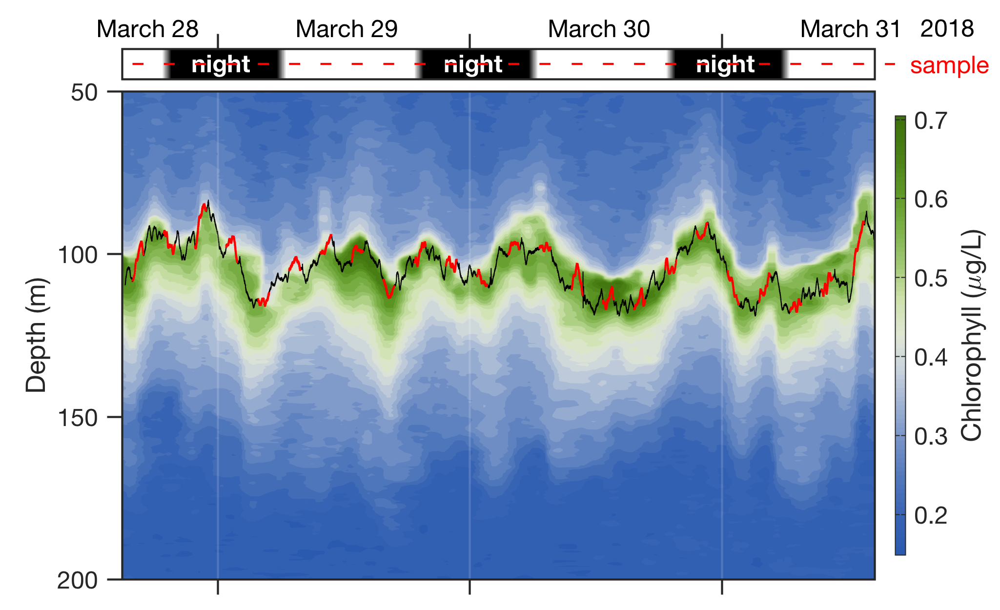 March 28 March 29 March 30 March 31 2018
night night night sample
50
100
150
200
Depth (m)
0.7
0.6
0.5
0.4
0.3
0.2
Chlorophyll (μg/L)